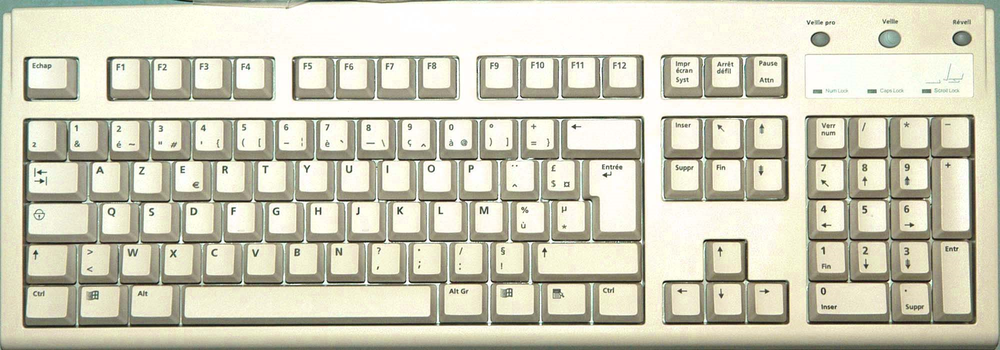 Veille pro Veille Réveil
Echap F1 F2 F3 F4 F5 F6 F7 F8 F9 F10 F11 F12
Impr écran Syst
Arrêt défil
Pause Attn
Num Lock Caps Lock Scroll Lock
2
1 &
2 é ~
3 " #
4 ' {
5 ( [
6 - ¦
7 è `
8 — \
9 ç ^
0 à @
° ) ]
+ = }
←
Inser ↖ ⇞
Verr num / * -
|← →|
A Z E € R T Y U I O P
¨ ^
£ $ ¤
Entrée ↵
Suppr Fin ⇟
7 ↖
8 ↑
9 ⇞
+
Q S D F G H J K L M
% ù
µ *
4 ←
5
6 →
↑
> <
W X C V B N
? ,
. ;
/ :
§ !
↑
↑
1 Fin
2 ↓
3 ⇟
Entr
Ctrl Alt Alt Gr Ctrl
← ↓ →
0 Inser
. Suppr